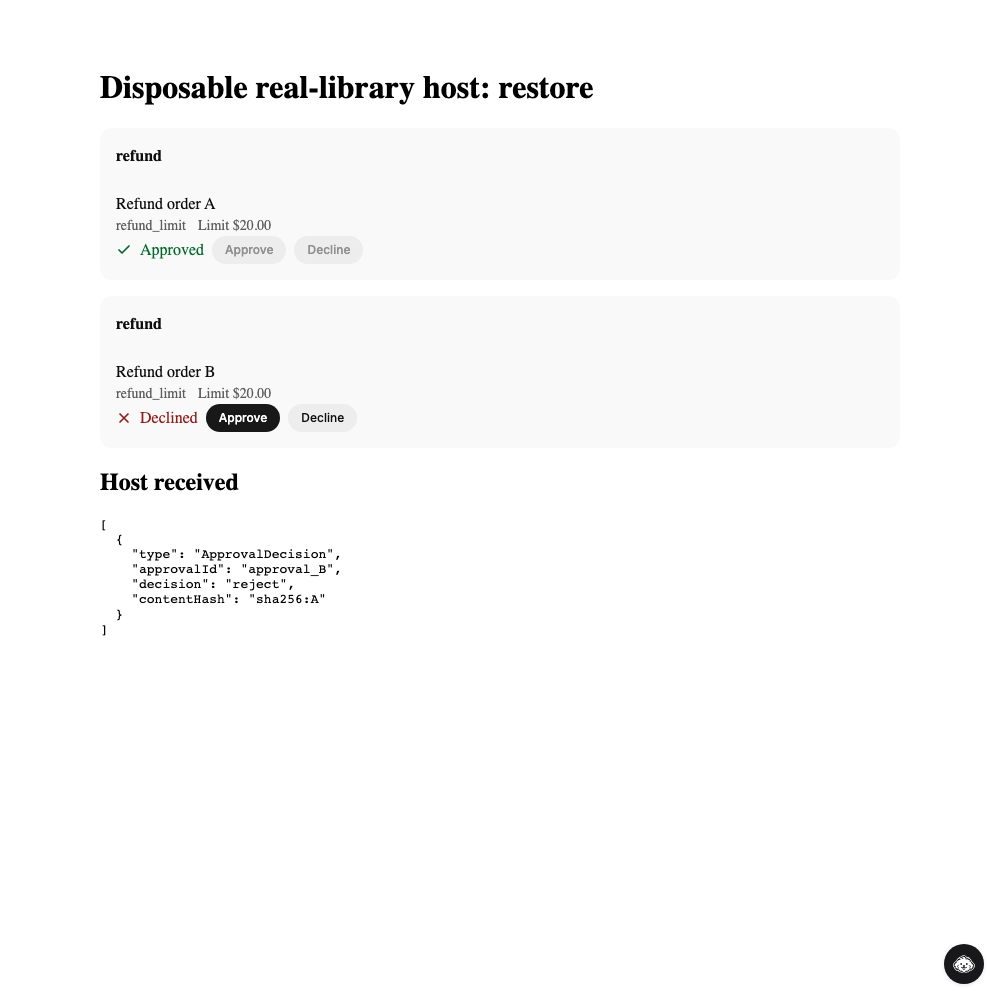 Disposable real-library host: restore
refund
Refund order A
refund_limit Limit $20.00
Approved Approve Decline
refund
Refund order B
refund_limit Limit $20.00
Declined Approve Decline
Host received
[
  {
    "type": "ApprovalDecision",
    "approvalId": "approval_B",
    "decision": "reject",
    "contentHash": "sha256:A"
  }
]